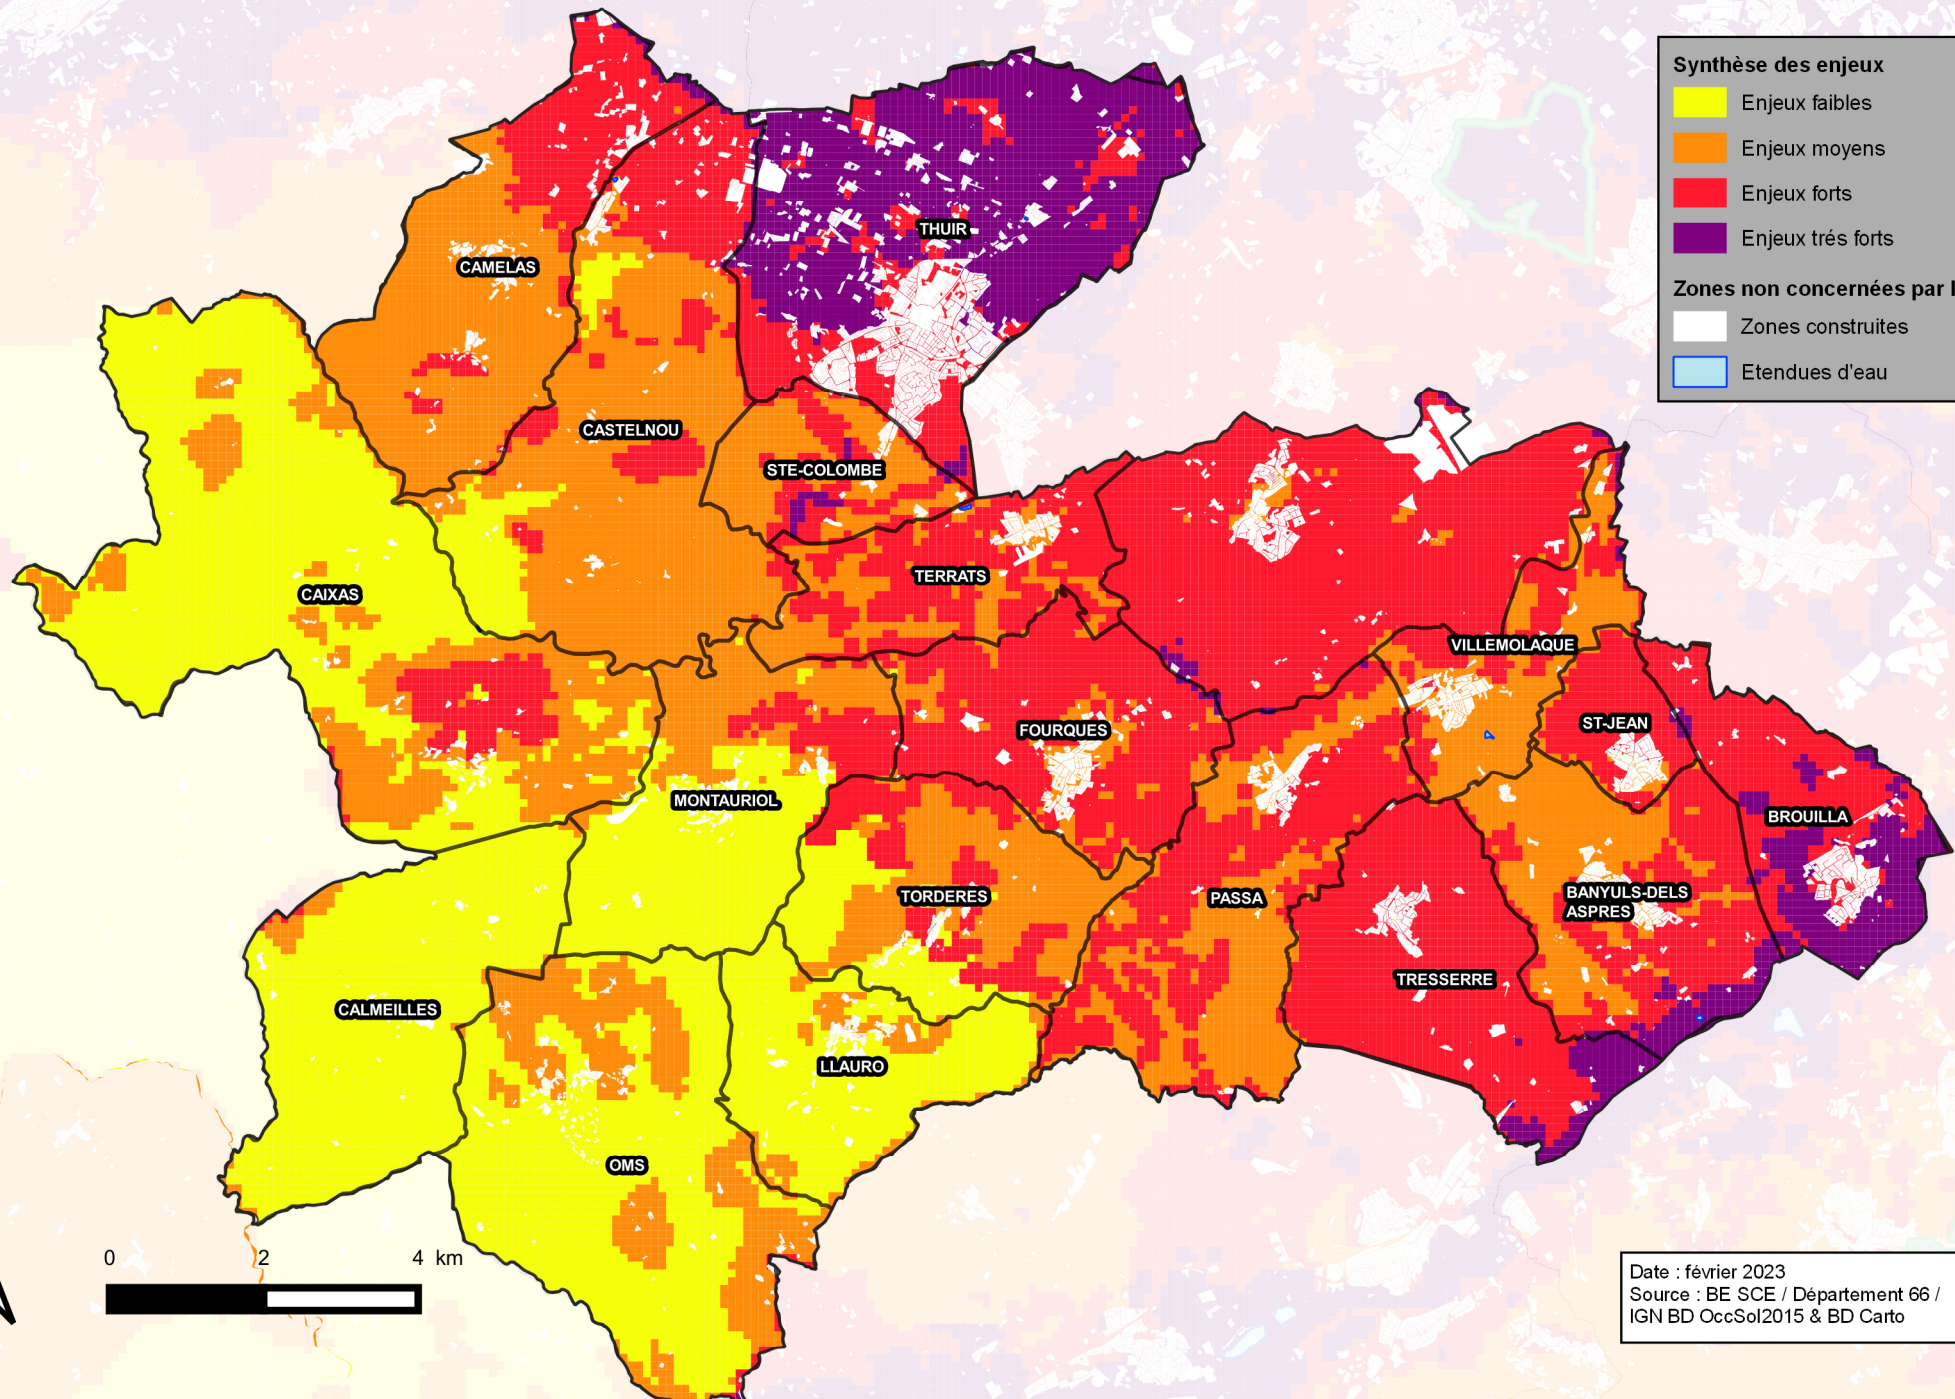 Synthèse des enjeux
Enjeux faibles
Enjeux moyens
Enjeux forts
Enjeux trés forts
Zones non concernées par l
Zones construites
Etendues d'eau
THUIR
CAMELAS
CASTELNOU
STE-COLOMBE
TERRATS
CAIXAS
VILLEMOLAQUE
ST-JEAN
FOURQUES
MONTAURIOL
BROUILLA
TORDERES
PASSA
BANYULS-DELS
ASPRES
TRESSERRE
CALMEILLES
LLAURO
OMS
0 2 4 km
Date : février 2023
Source : BE SCE / Département 66 /
IGN BD OccSol2015 & BD Carto